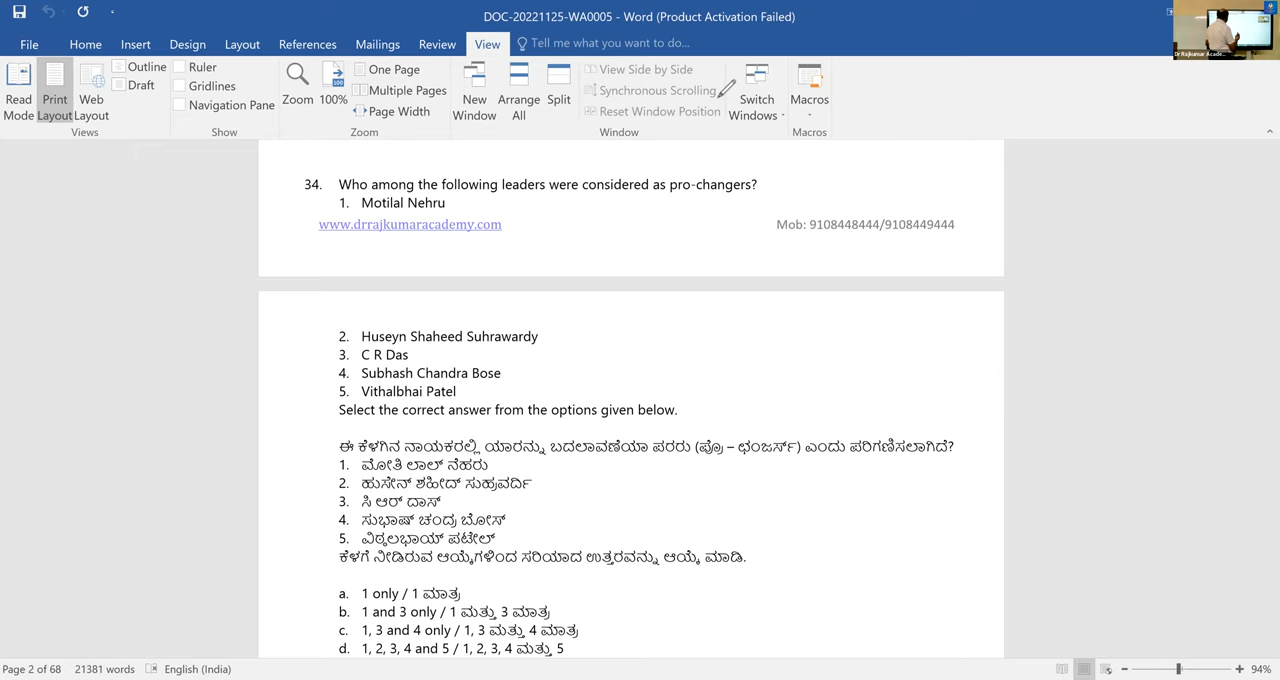 DOC-20221125-WA0005 - Word (Product Activation Failed)
File Home Insert Design Layout References Mailings Review View Tell me what you want to do...
Read Mode
Print Layout
Web Layout
Outline
Draft
Views
Ruler
Gridlines
Navigation Pane
Show
Zoom
100%
One Page
Multiple Pages
Page Width
Zoom
New Window
Arrange All
Split
View Side by Side
Synchronous Scrolling
Reset Window Position
Window
Switch Windows
Macros
Macros
Dr Rajkumar Acade...
34. Who among the following leaders were considered as pro-changers?
1. Motilal Nehru
www.drrajkumaracademy.com Mob: 9108448444/9108449444
2. Huseyn Shaheed Suhrawardy
3. C R Das
4. Subhash Chandra Bose
5. Vithalbhai Patel
Select the correct answer from the options given below.
ಈ ಕೆಳಗಿನ ನಾಯಕರಲ್ಲಿ ಯಾರನ್ನು ಬದಲಾವಣೆಯಾ ಪರರು (ಪ್ರೊ – ಛಂಜರ್ಸ್) ಎಂದು ಪರಿಗಣಿಸಲಾಗಿದೆ?
1. ಮೋತಿ ಲಾಲ್ ನೆಹರು
2. ಹುಸೇನ್ ಶಹೀದ್ ಸುಹ್ರವರ್ದಿ
3. ಸಿ ಆರ್ ದಾಸ್
4. ಸುಭಾಷ್ ಚಂದ್ರ ಬೋಸ್
5. ವಿಠ್ಠಲಭಾಯ್ ಪಟೇಲ್
ಕೆಳಗೆ ನೀಡಿರುವ ಆಯ್ಕೆಗಳಿಂದ ಸರಿಯಾದ ಉತ್ತರವನ್ನು ಆಯ್ಕೆ ಮಾಡಿ.
a. 1 only / 1 ಮಾತ್ರ
b. 1 and 3 only / 1 ಮತ್ತು 3 ಮಾತ್ರ
c. 1, 3 and 4 only / 1, 3 ಮತ್ತು 4 ಮಾತ್ರ
d. 1, 2, 3, 4 and 5 / 1, 2, 3, 4 ಮತ್ತು 5
Page 2 of 68 21381 words English (India) 94%